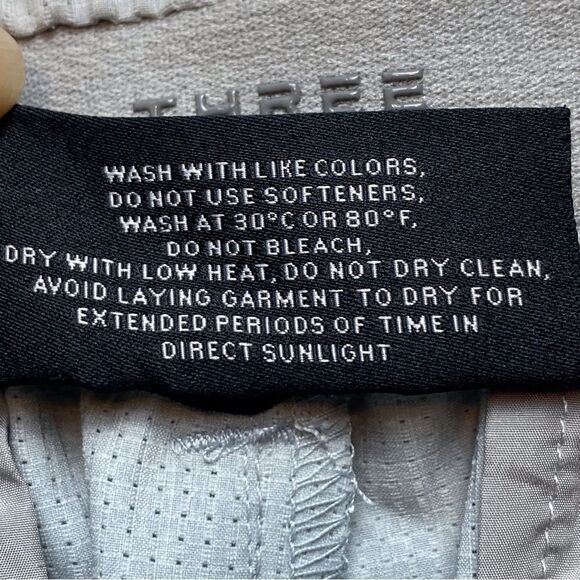 THREE
WASH WITH LIKE COLORS,
DO NOT USE SOFTENERS,
WASH AT 30°C OR 80°F,
DO NOT BLEACH,
DRY WITH LOW HEAT, DO NOT DRY CLEAN,
AVOID LAYING GARMENT TO DRY FOR
EXTENDED PERIODS OF TIME IN
DIRECT SUNLIGHT